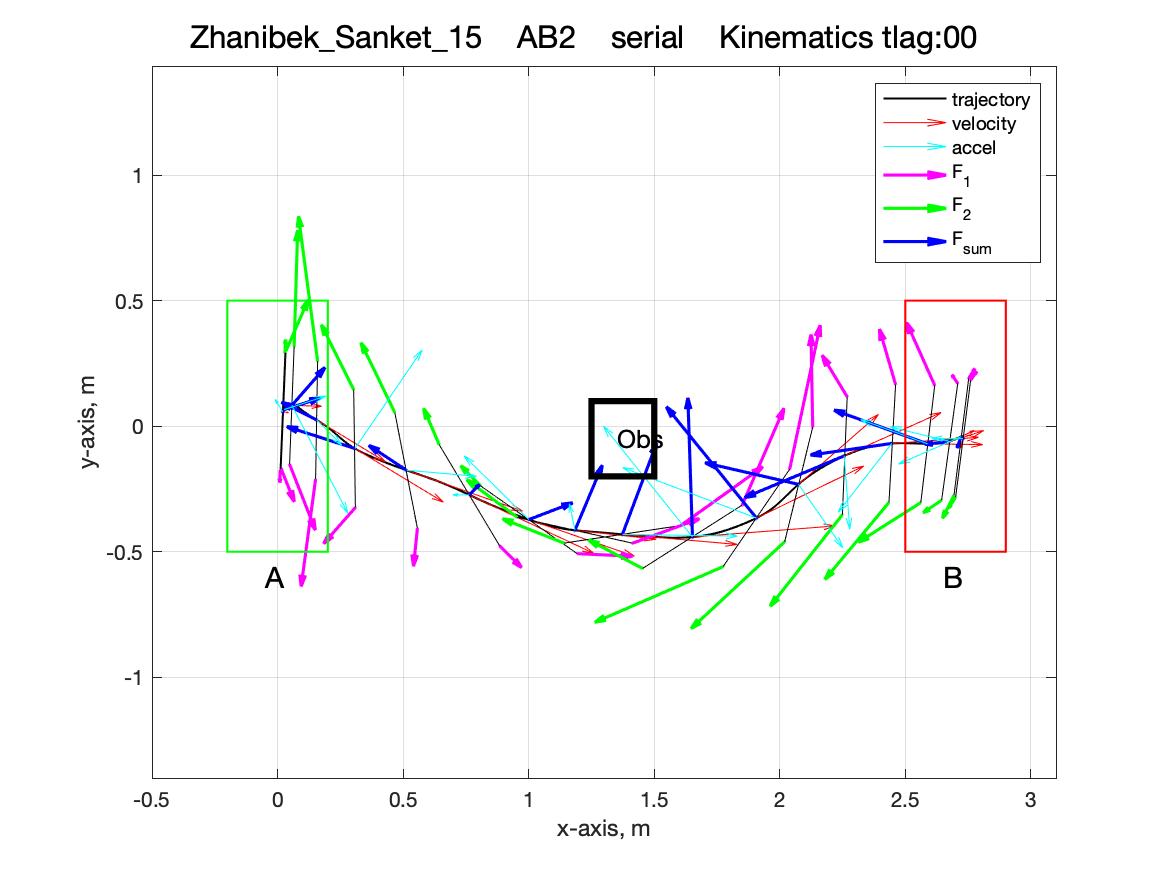 Zhanibek_Sanket_15 AB2 serial Kinematics tlag:00
trajectory
velocity
accel
F1
F2
Fsum
1
0.5
0
-0.5
-1
y-axis, m
Obs
A
B
-0.5 0 0.5 1 1.5 2 2.5 3
x-axis, m